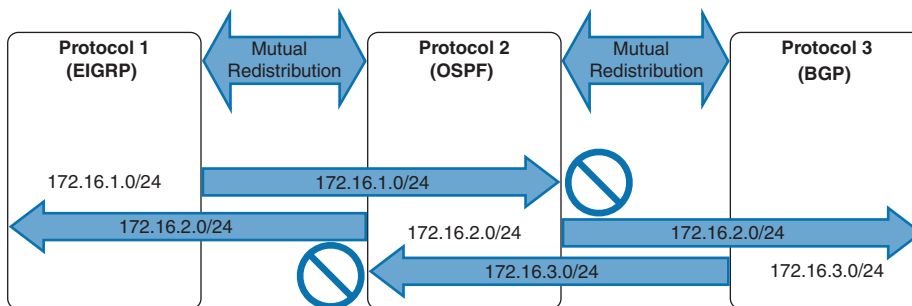 Protocol 1
(EIGRP)
Mutual
Redistribution
Protocol 2
(OSPF)
Mutual
Redistribution
Protocol 3
(BGP)
172.16.1.0/24
172.16.1.0/24
172.16.2.0/24
172.16.2.0/24
172.16.2.0/24
172.16.3.0/24
172.16.3.0/24